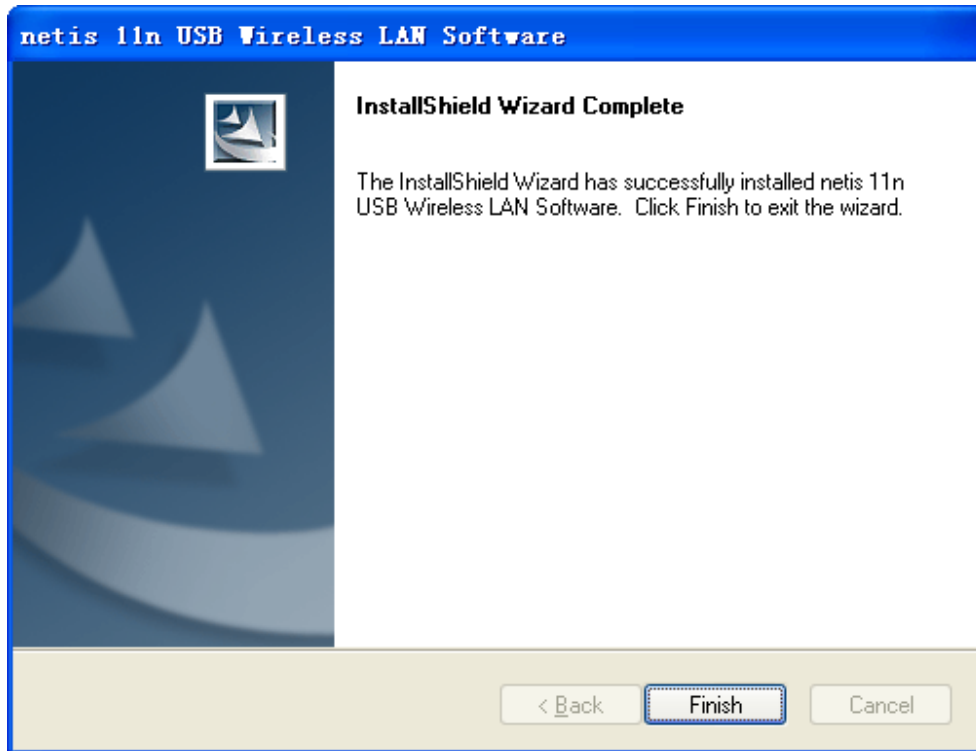 netis 11n USB Wireless LAN Software
InstallShield Wizard Complete
The InstallShield Wizard has successfully installed netis 11n
USB Wireless LAN Software. Click Finish to exit the wizard.
< Back Finish Cancel